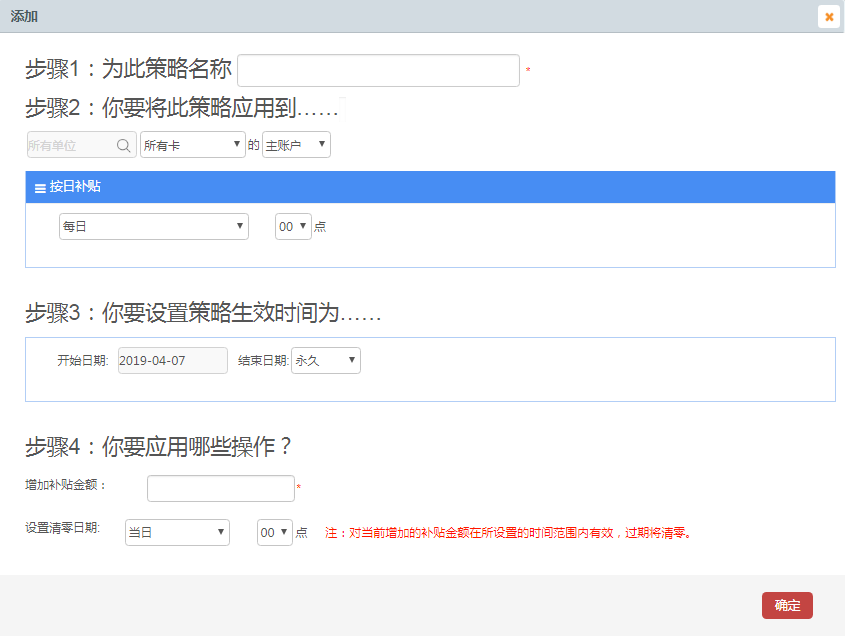 添加
步骤1：为此策略名称 *
步骤2：你要将此策略应用到……
所有单位 所有卡 的 主账户
按日补贴
每日 00 点
步骤3：你要设置策略生效时间为……
开始日期: 2019-04-07 结束日期: 永久
步骤4：你要应用哪些操作？
增加补贴金额： *
设置清零日期: 当日 00 点 注：对当前增加的补贴金额在所设置的时间范围内有效，过期将清零。
确定